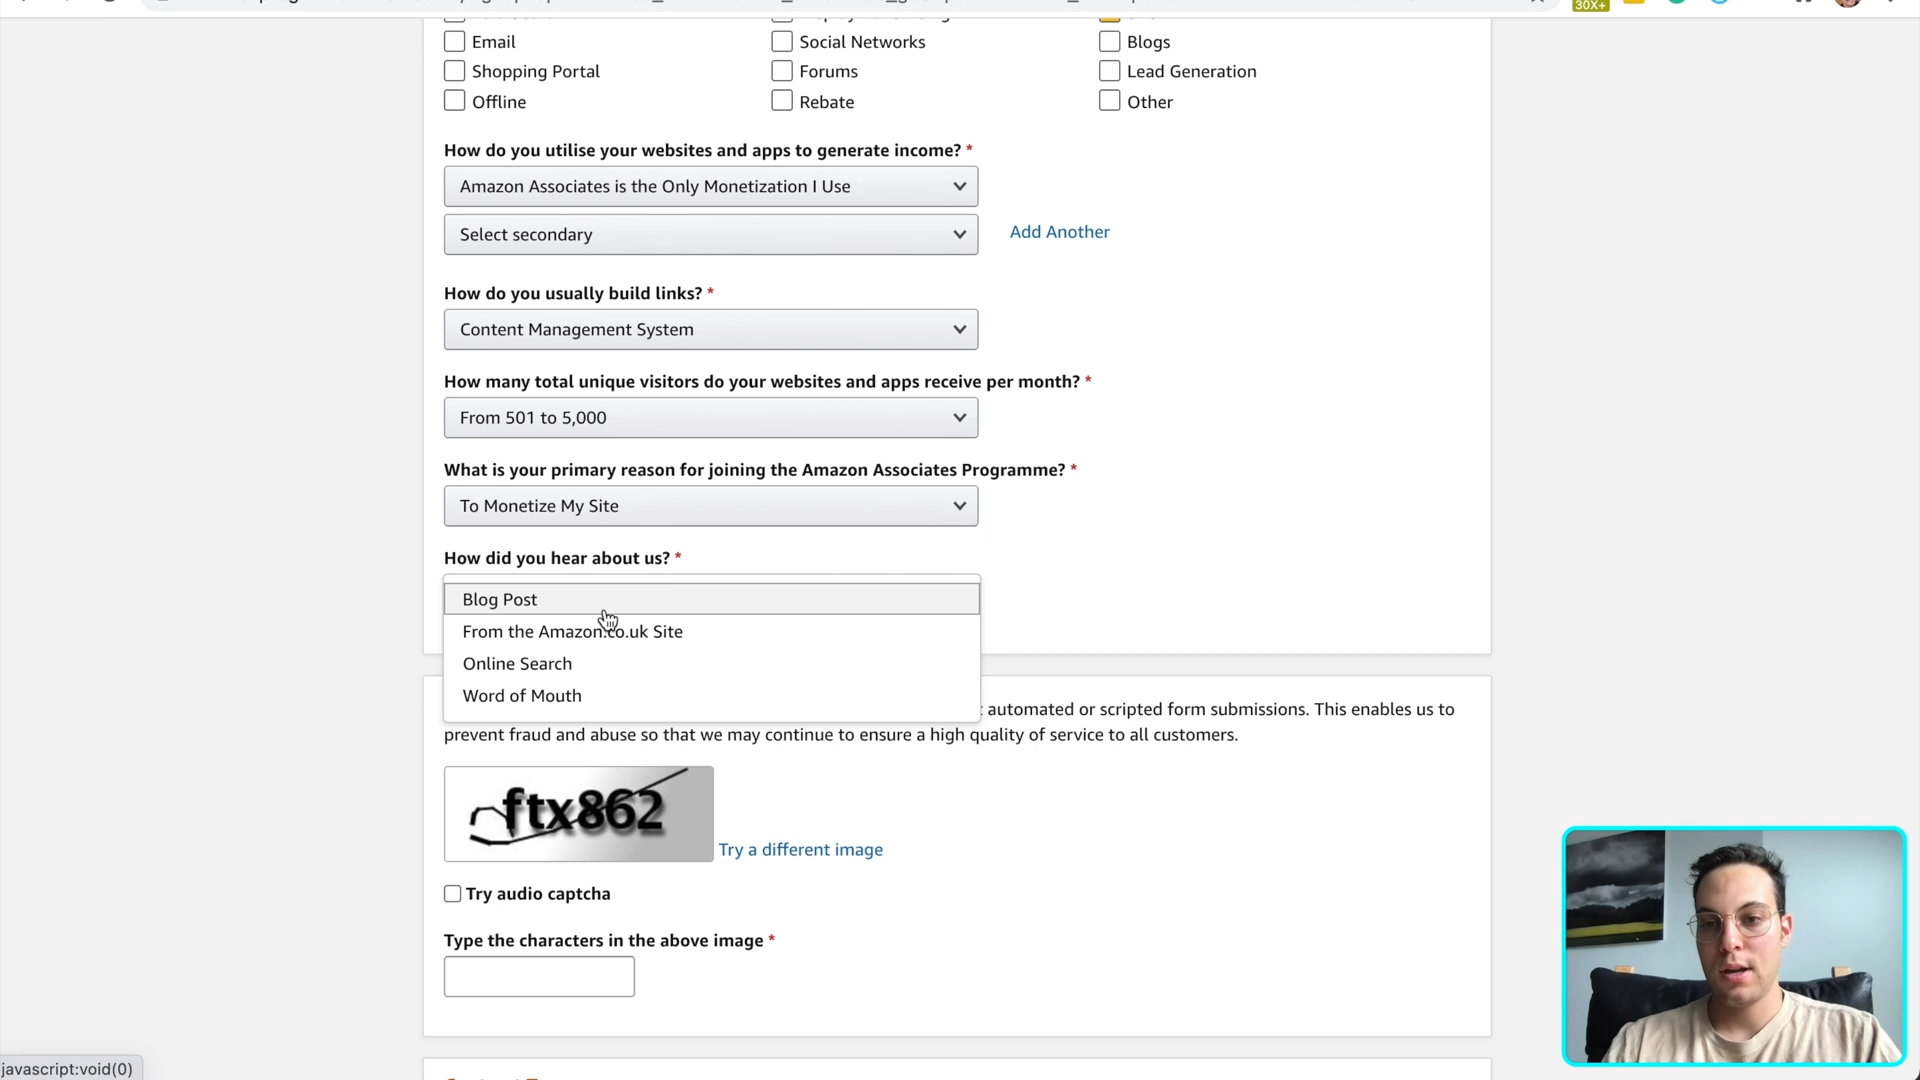 30X+
Email
Social Networks
Blogs
Shopping Portal
Forums
Lead Generation
Offline
Rebate
Other
How do you utilise your websites and apps to generate income? *
Amazon Associates is the Only Monetization I Use
Select secondary
Add Another
How do you usually build links? *
Content Management System
How many total unique visitors do your websites and apps receive per month? *
From 501 to 5,000
What is your primary reason for joining the Amazon Associates Programme? *
To Monetize My Site
How did you hear about us? *
Blog Post
From the Amazon.co.uk Site
Online Search
Word of Mouth
automated or scripted form submissions. This enables us to
prevent fraud and abuse so that we may continue to ensure a high quality of service to all customers.
ftx862
Try a different image
Try audio captcha
Type the characters in the above image *
javascript:void(0)